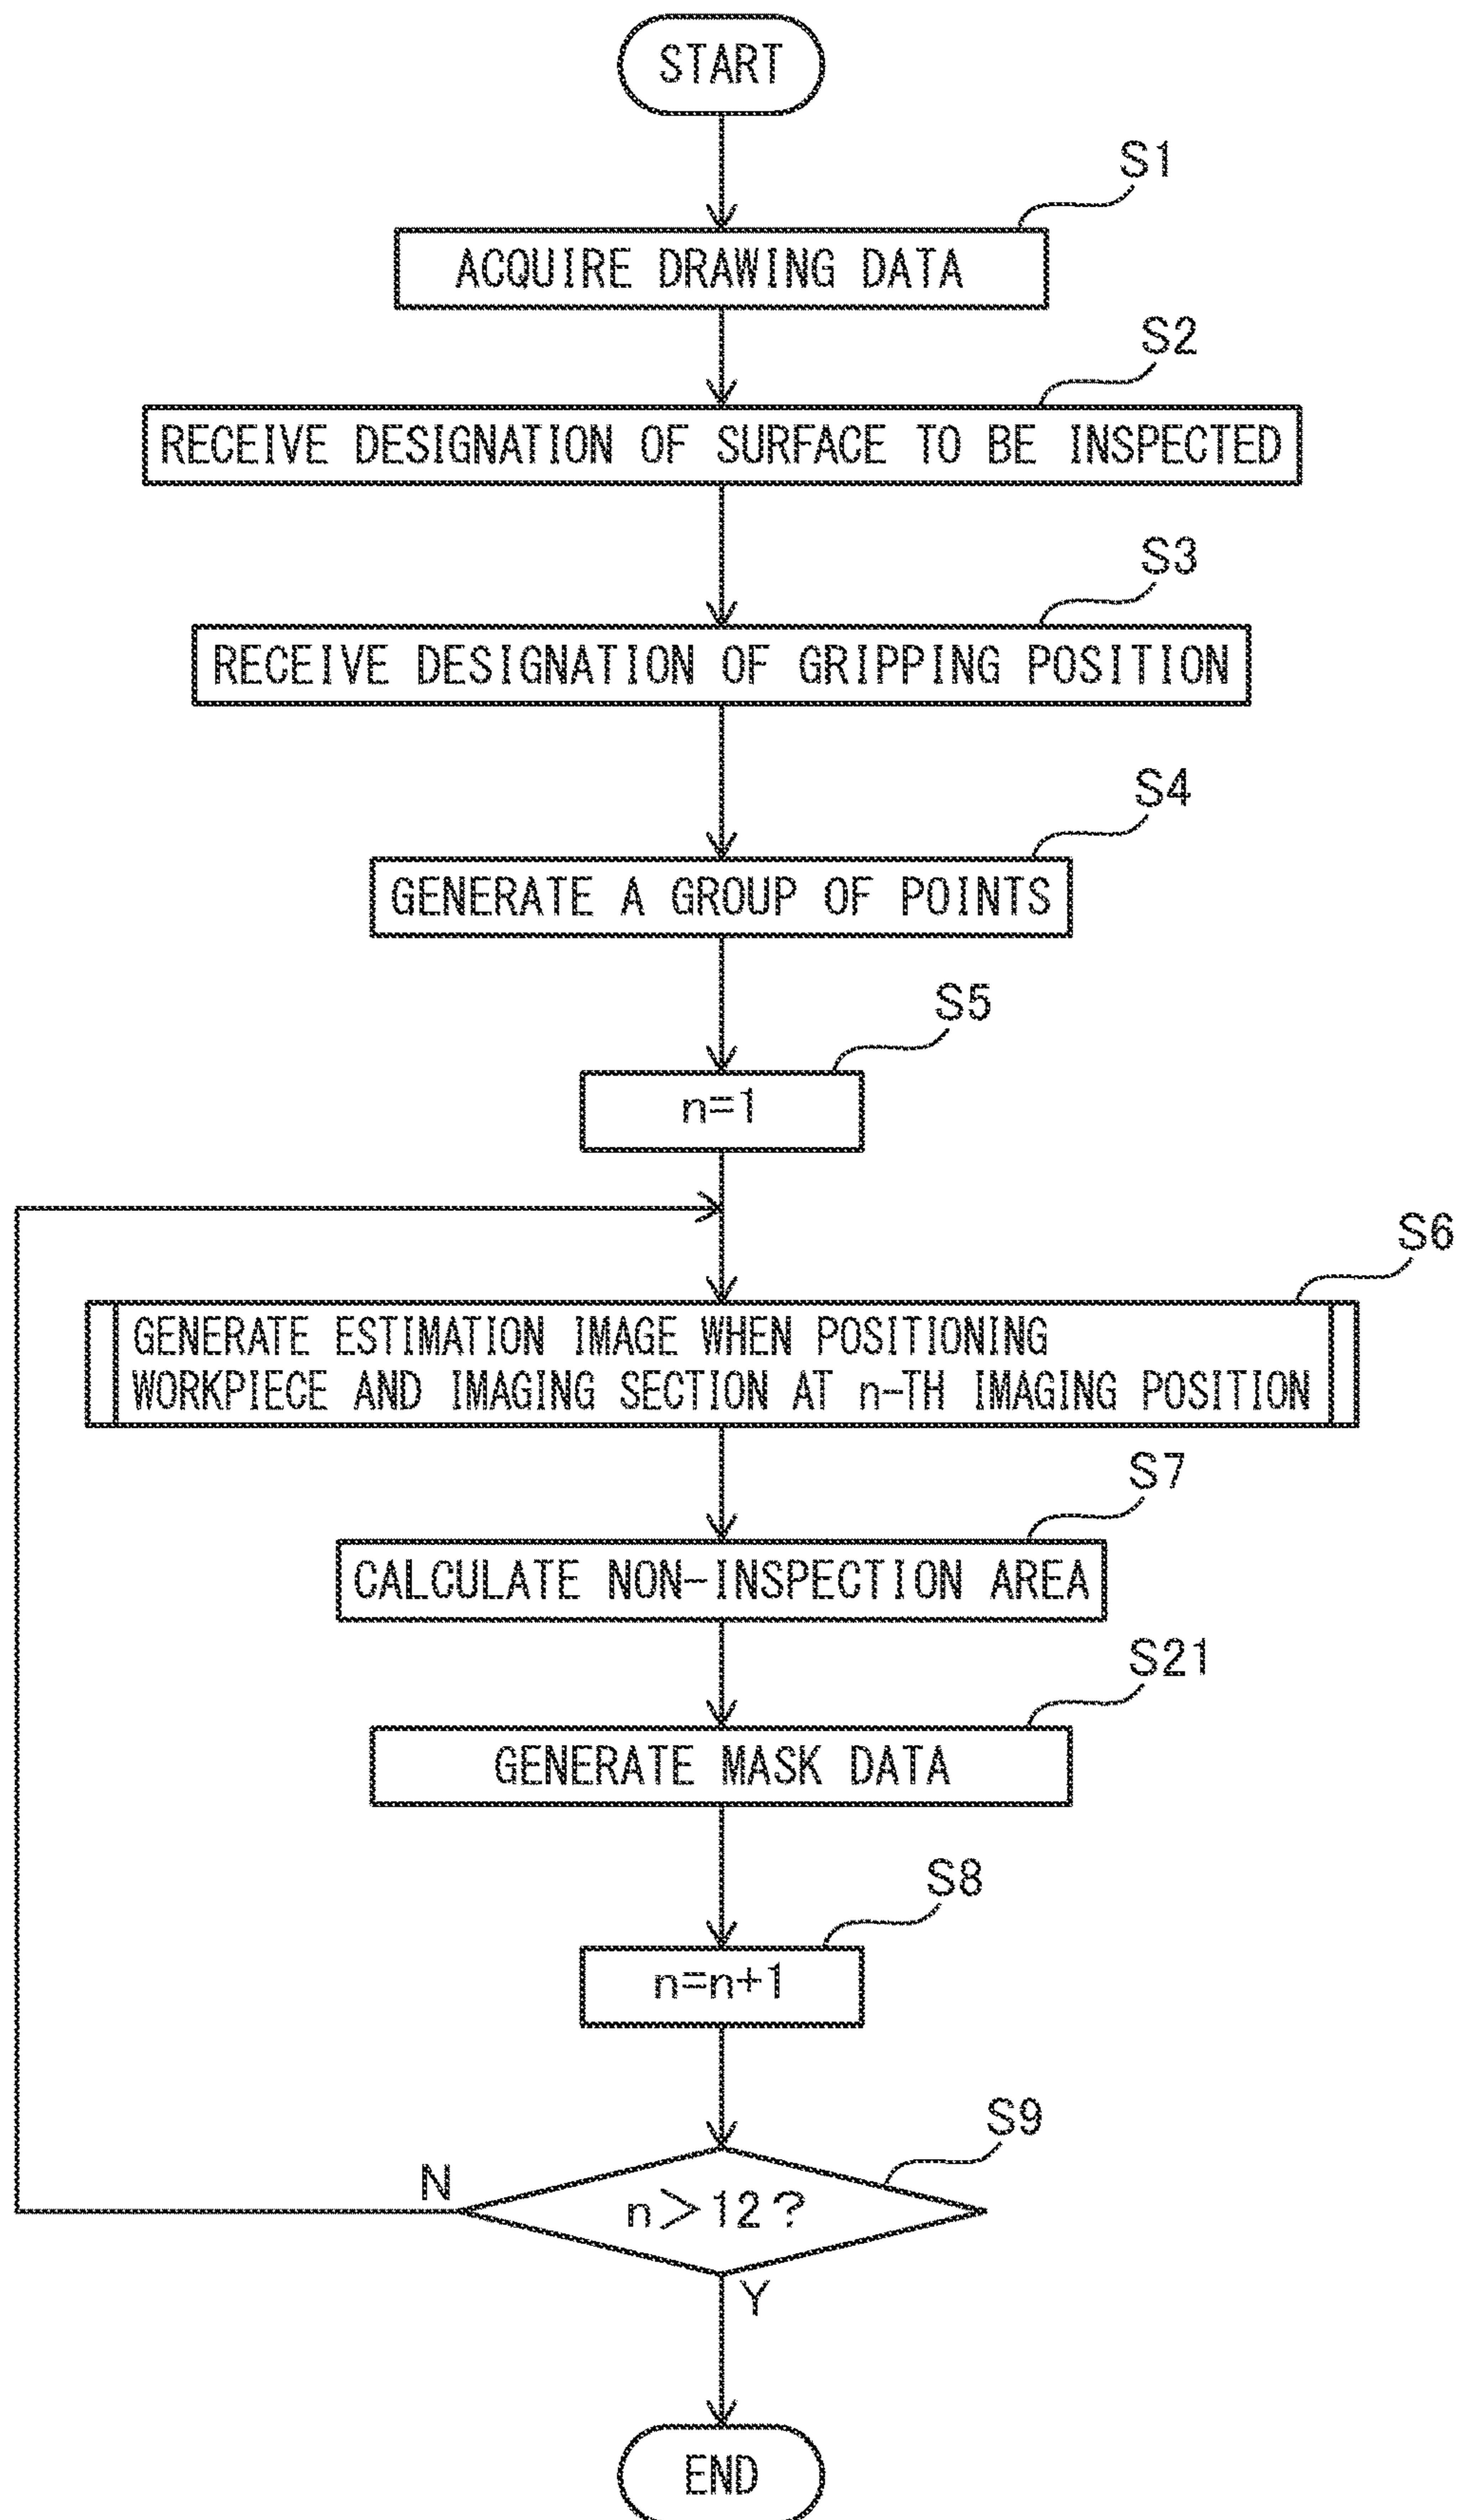 START
S1
ACQUIRE DRAWING DATA
S2
RECEIVE DESIGNATION OF SURFACE TO BE INSPECTED
S3
RECEIVE DESIGNATION OF GRIPPING POSITION
S4
GENERATE A GROUP OF POINTS
S5
n=1
S6
GENERATE ESTIMATION IMAGE WHEN POSITIONING
WORKPIECE AND IMAGING SECTION AT n-TH IMAGING POSITION
S7
CALCULATE NON-INSPECTION AREA
S21
GENERATE MASK DATA
S8
n=n+1
S9
N
n>12?
Y
END